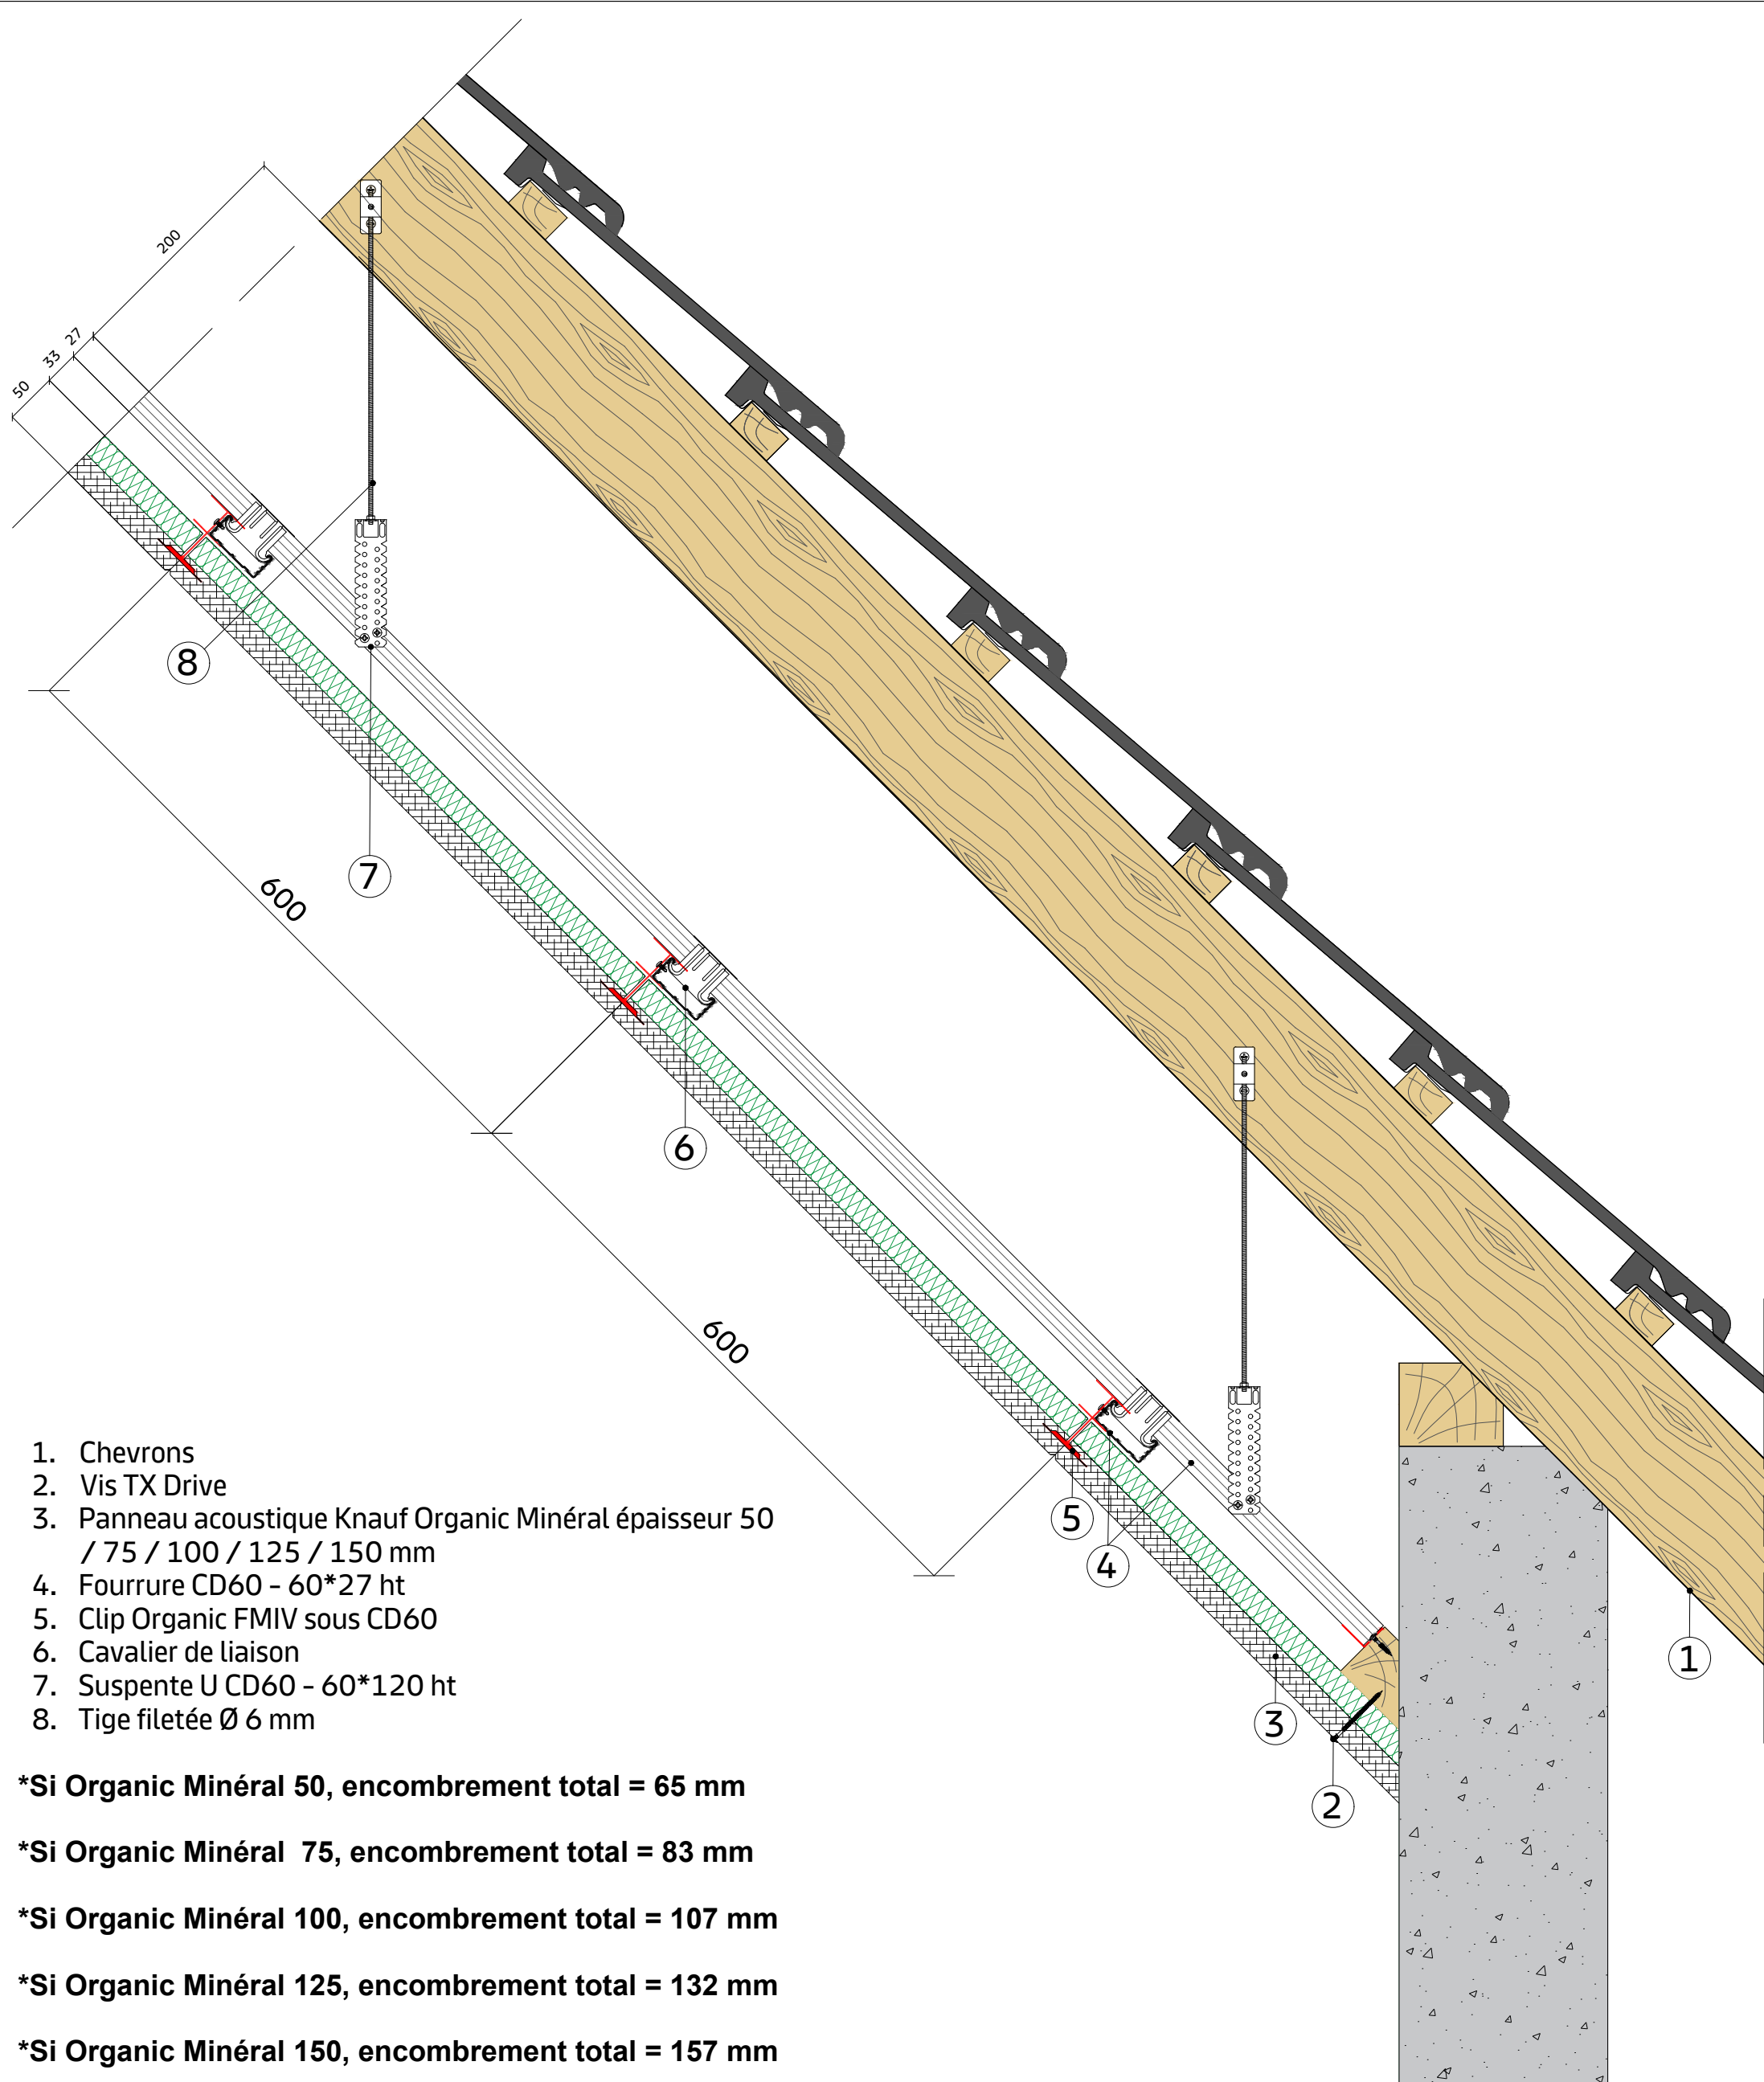 200
27
33
50
8
7
600
6
600
5
4
1
3
2
1. Chevrons
2. Vis TX Drive
3. Panneau acoustique Knauf Organic Minéral épaisseur 50
/ 75 / 100 / 125 / 150 mm
4. Fourrure CD60 - 60*27 ht
5. Clip Organic FMIV sous CD60
6. Cavalier de liaison
7. Suspente U CD60 - 60*120 ht
8. Tige filetée Ø 6 mm
*Si Organic Minéral 50, encombrement total = 65 mm
*Si Organic Minéral  75, encombrement total = 83 mm
*Si Organic Minéral 100, encombrement total = 107 mm
*Si Organic Minéral 125, encombrement total = 132 mm
*Si Organic Minéral 150, encombrement total = 157 mm